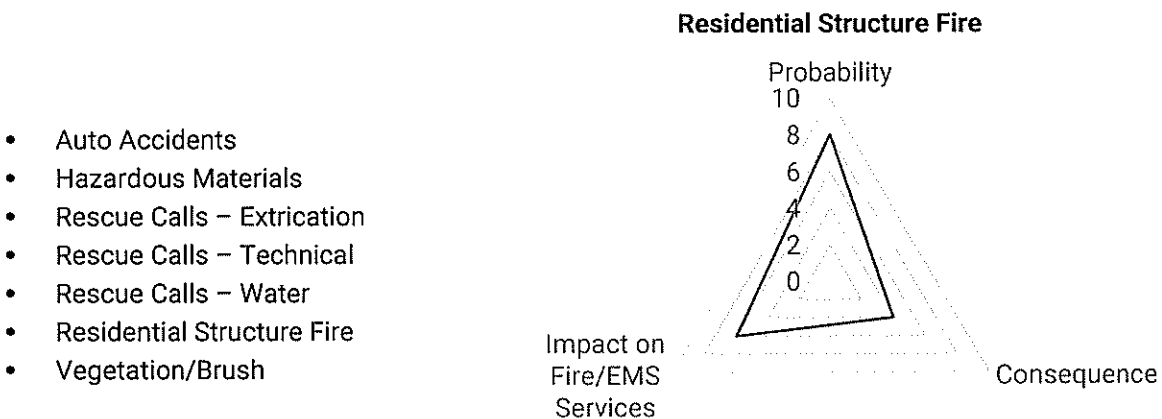 • Auto Accidents
• Hazardous Materials
• Rescue Calls – Extrication
• Rescue Calls – Technical
• Rescue Calls – Water
• Residential Structure Fire
• Vegetation/Brush
Residential Structure Fire
Probability
10
8
6
4
2
0
Impact on
Fire/EMS
Services
Consequence